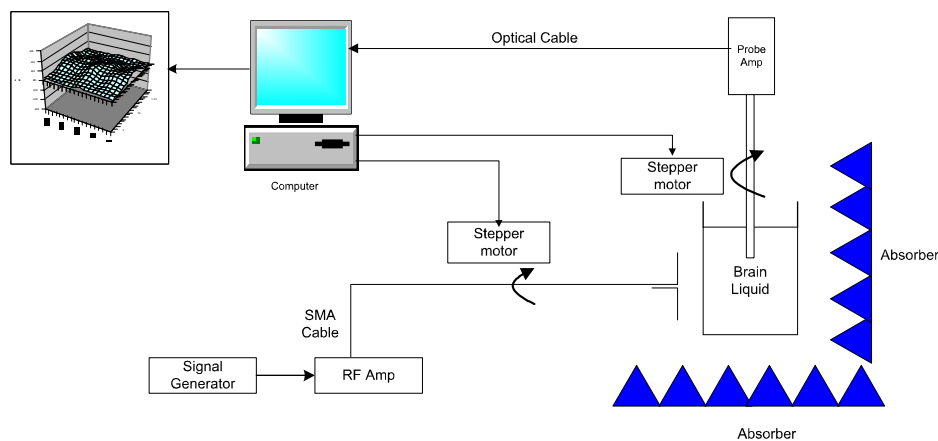 Optical Cable
Probe
Amp
Computer
Stepper
motor
Stepper
motor
Brain
Liquid
Absorber
SMA
Cable
Signal
Generator
RF Amp
Absorber